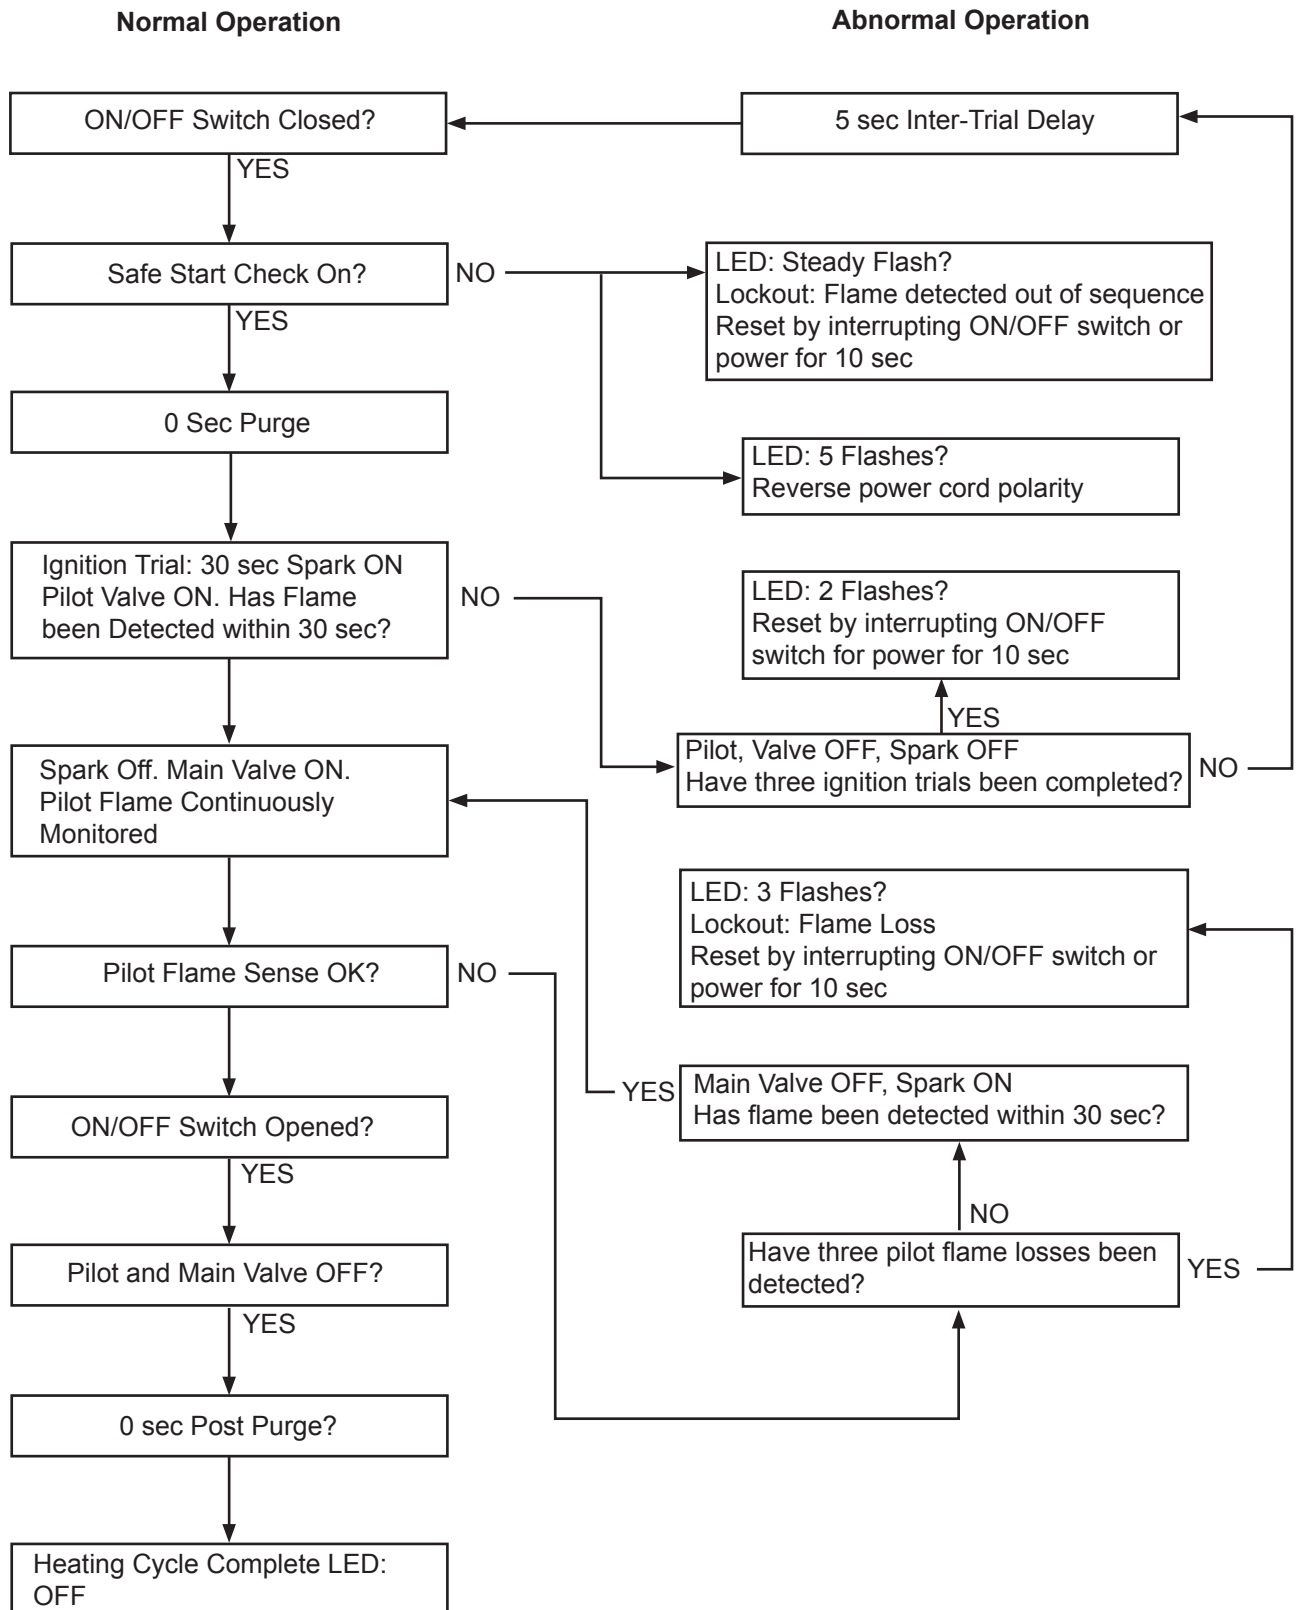 Normal Operation
Abnormal Operation
ON/OFF Switch Closed?
5 sec Inter-Trial Delay
YES
Safe Start Check On?
NO
LED: Steady Flash?
Lockout: Flame detected out of sequence
Reset by interrupting ON/OFF switch or
power for 10 sec
YES
0 Sec Purge
LED: 5 Flashes?
Reverse power cord polarity
Ignition Trial: 30 sec Spark ON
Pilot Valve ON. Has Flame
been Detected within 30 sec?
NO
LED: 2 Flashes?
Reset by interrupting ON/OFF
switch for power for 10 sec
YES
Pilot, Valve OFF, Spark OFF
Have three ignition trials been completed?
NO
Spark Off. Main Valve ON.
Pilot Flame Continuously
Monitored
LED: 3 Flashes?
Lockout: Flame Loss
Reset by interrupting ON/OFF switch or
power for 10 sec
Pilot Flame Sense OK?
NO
YES
Main Valve OFF, Spark ON
Has flame been detected within 30 sec?
ON/OFF Switch Opened?
YES
NO
Have three pilot flame losses been
detected?
YES
Pilot and Main Valve OFF?
YES
0 sec Post Purge?
Heating Cycle Complete LED:
OFF